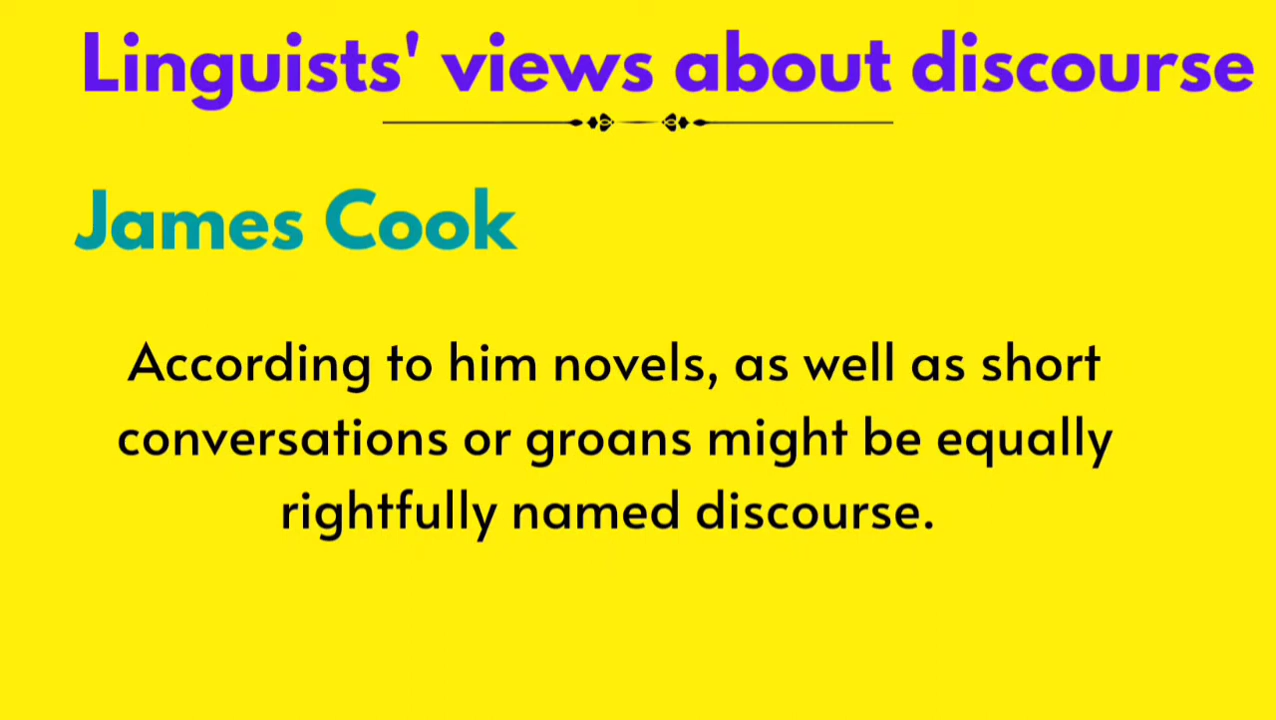 Linguists' views about discourse
James Cook
According to him novels, as well as short
conversations or groans might be equally
rightfully named discourse.